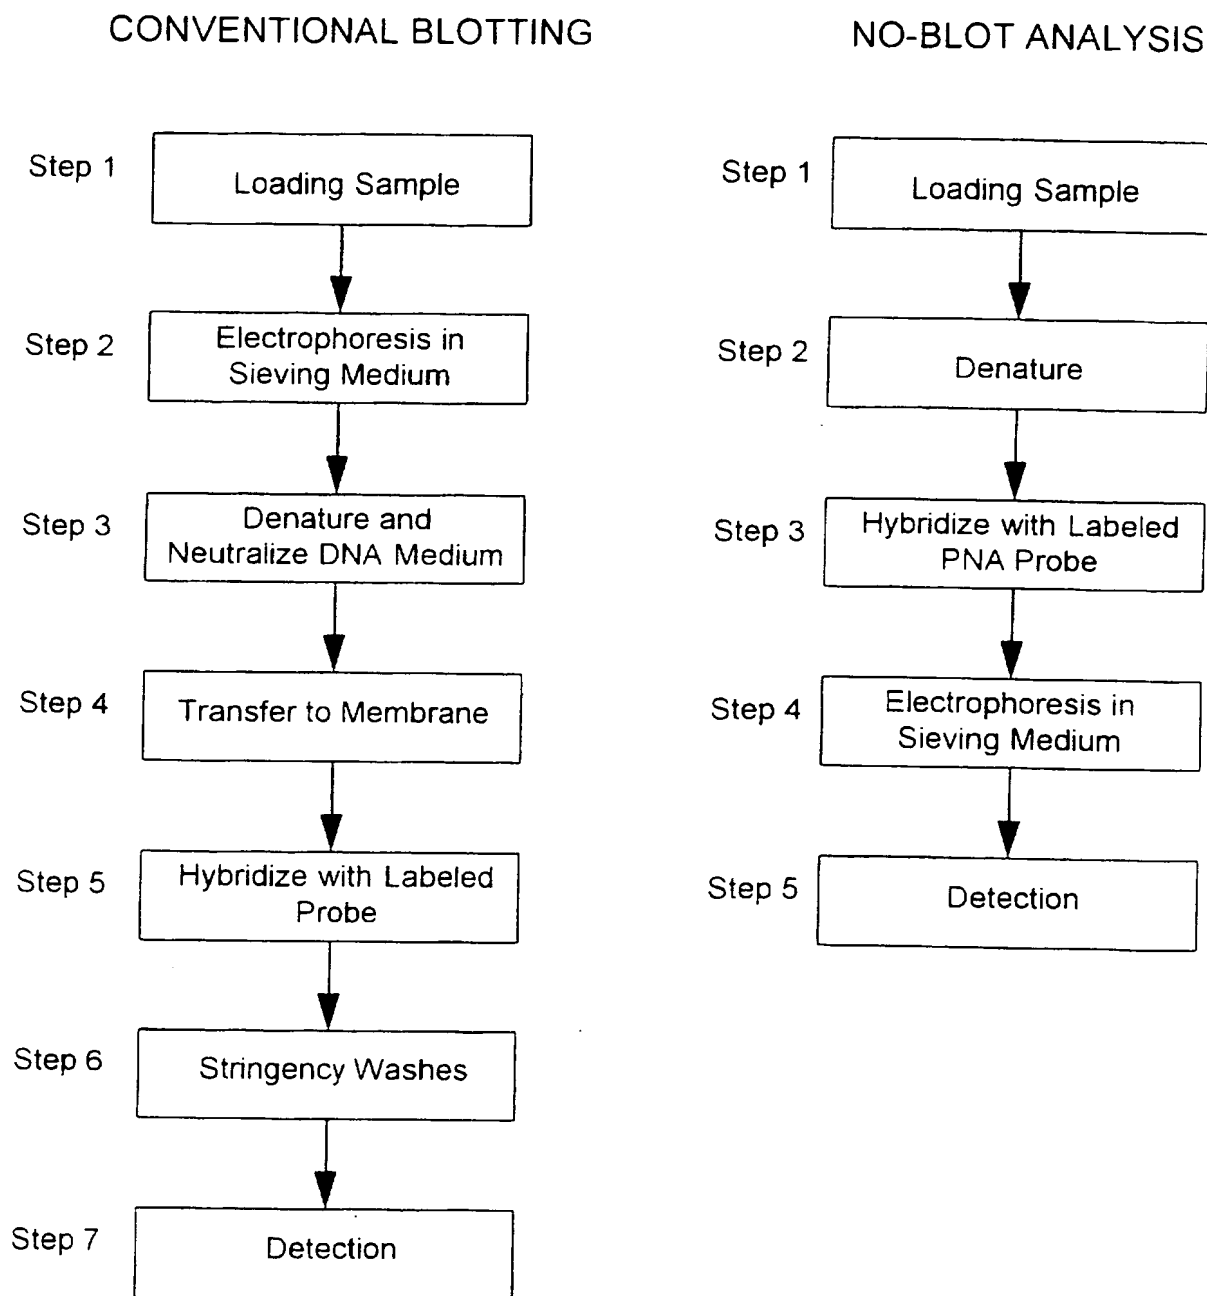 CONVENTIONAL BLOTTING
Step 1
Loading Sample
Step 2
Electrophoresis in
Sieving Medium
Step 3
Denature and
Neutralize DNA Medium
Step 4
Transfer to Membrane
Step 5
Hybridize with Labeled
Probe
Step 6
Stringency Washes
Step 7
Detection
NO-BLOT ANALYSIS
Step 1
Loading Sample
Step 2
Denature
Step 3
Hybridize with Labeled
PNA Probe
Step 4
Electrophoresis in
Sieving Medium
Step 5
Detection